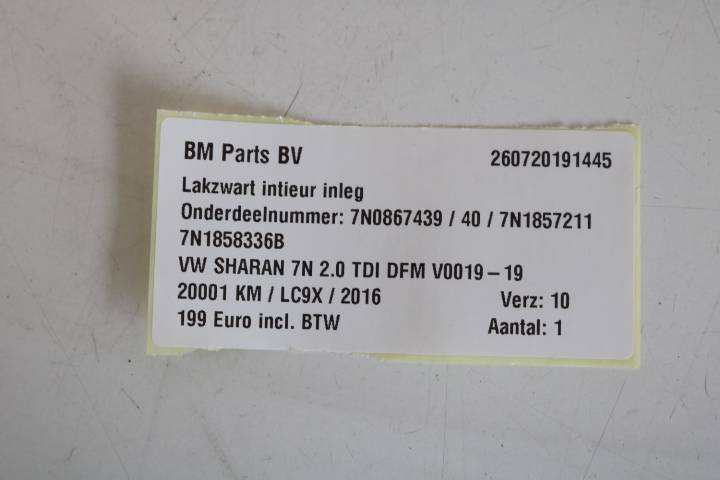 BM Parts BV 260720191445
Lakzwart intieur inleg
Onderdeelnummer: 7N0867439 / 40 / 7N1857211
7N1858336B
VW SHARAN 7N 2.0 TDI DFM V0019-19
20001 KM / LC9X / 2016 Verz: 10
199 Euro incl. BTW Aantal: 1